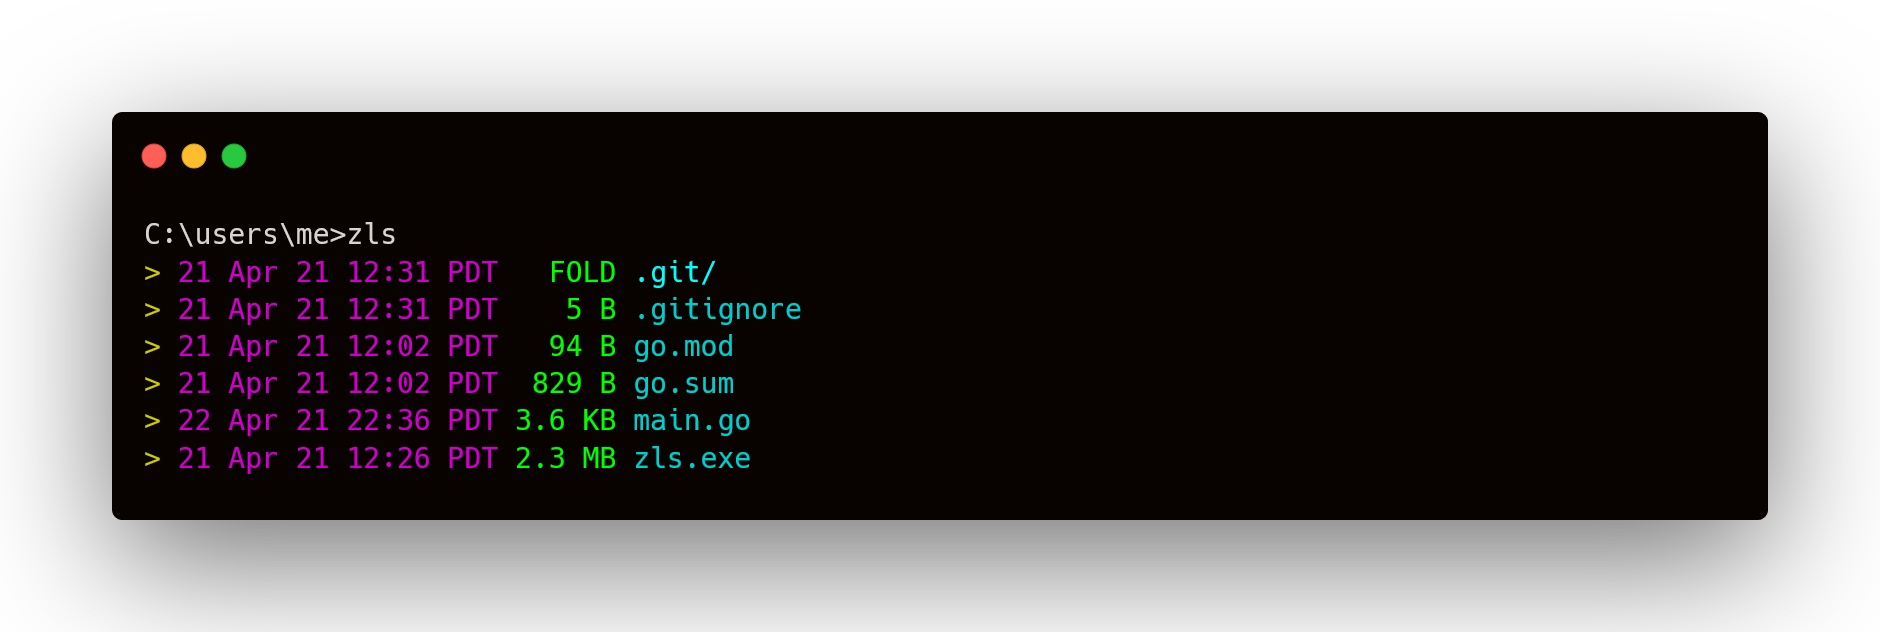 C:\users\me>zls
> 21 Apr 21 12:31 PDT   FOLD .git/
> 21 Apr 21 12:31 PDT    5 B .gitignore
> 21 Apr 21 12:02 PDT   94 B go.mod
> 21 Apr 21 12:02 PDT  829 B go.sum
> 22 Apr 21 22:36 PDT 3.6 KB main.go
> 21 Apr 21 12:26 PDT 2.3 MB zls.exe